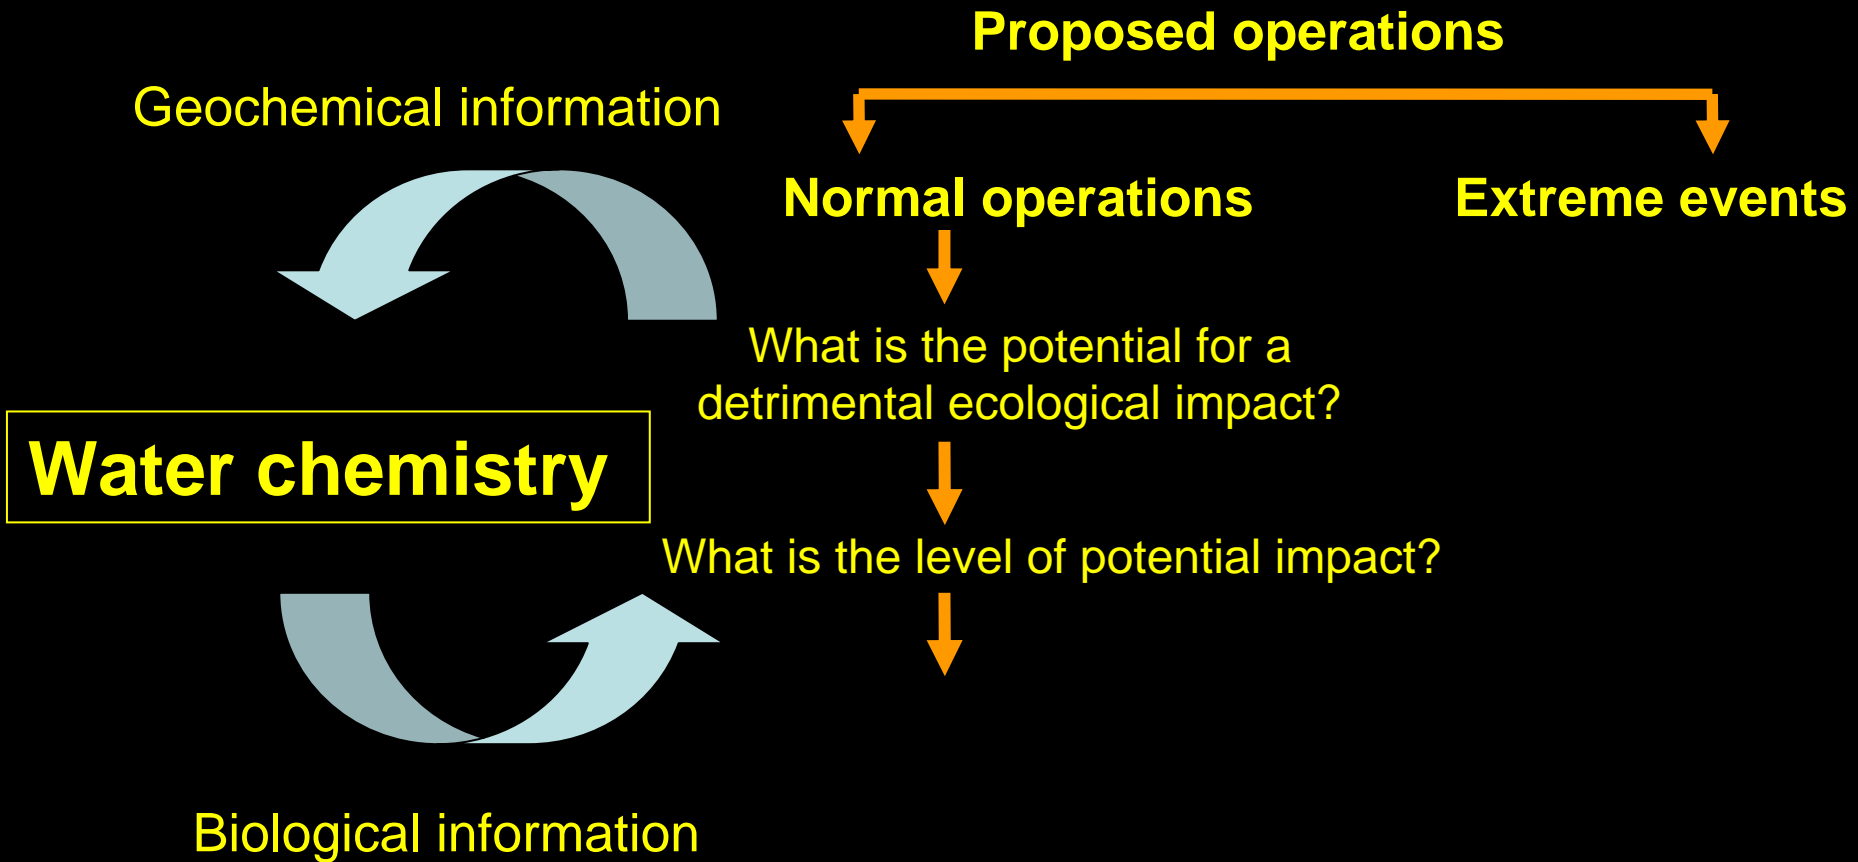 Proposed operations
Geochemical information
Normal operations
Extreme events
What is the potential for a
detrimental ecological impact?
Water chemistry
What is the level of potential impact?
Biological information